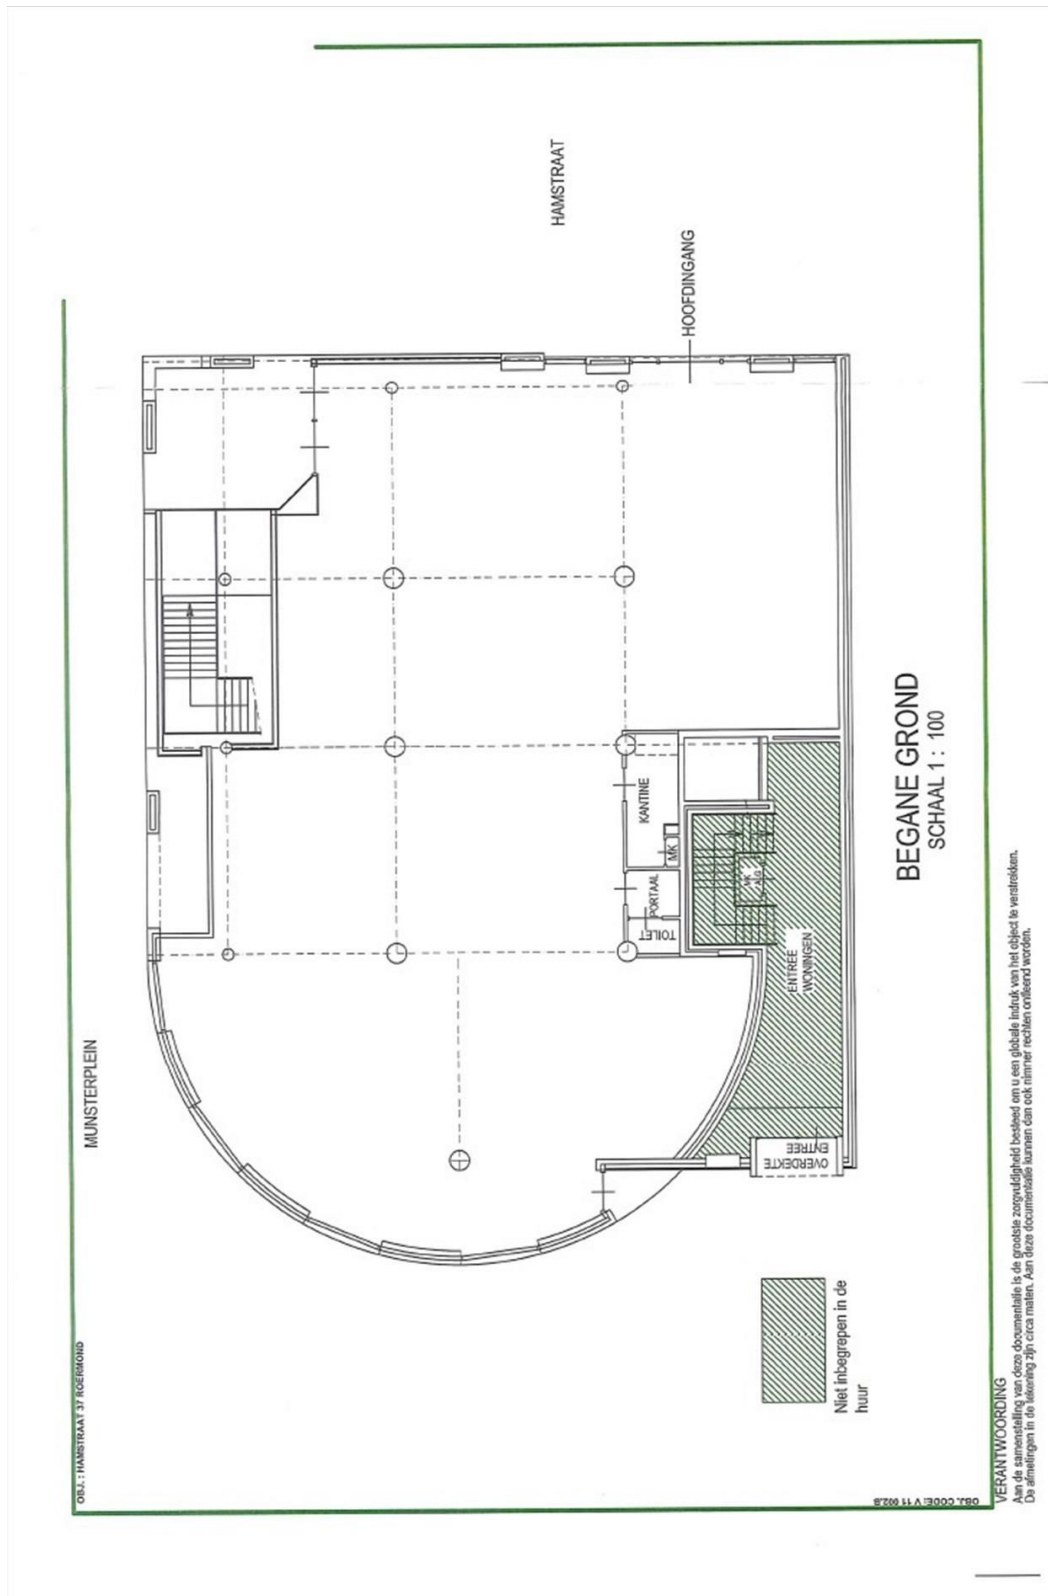 OBJ. : HAMSTRAAT 37 ROERMOND
MUNSTERPLEIN
HAMSTRAAT
HOOFDINGANG
KANTINE
MK
PORTAAL
TOILET
MK
ENTREE
WONINGEN
OVERDEKTE
ENTREE
BEGANE GROND
SCHAAL 1 : 100
Niet inbegrepen in de
huur
OBJ. CODE: V 11 002.B
VERANTWOORDING
Aan de samenstelling van deze documentatie is de grootste zorgvuldigheid besteed om u een globale indruk van het object te verstrekken.
De afmetingen in de tekening zijn circa maten. Aan deze documentatie kunnen dan ook nimmer rechten ontleend worden.